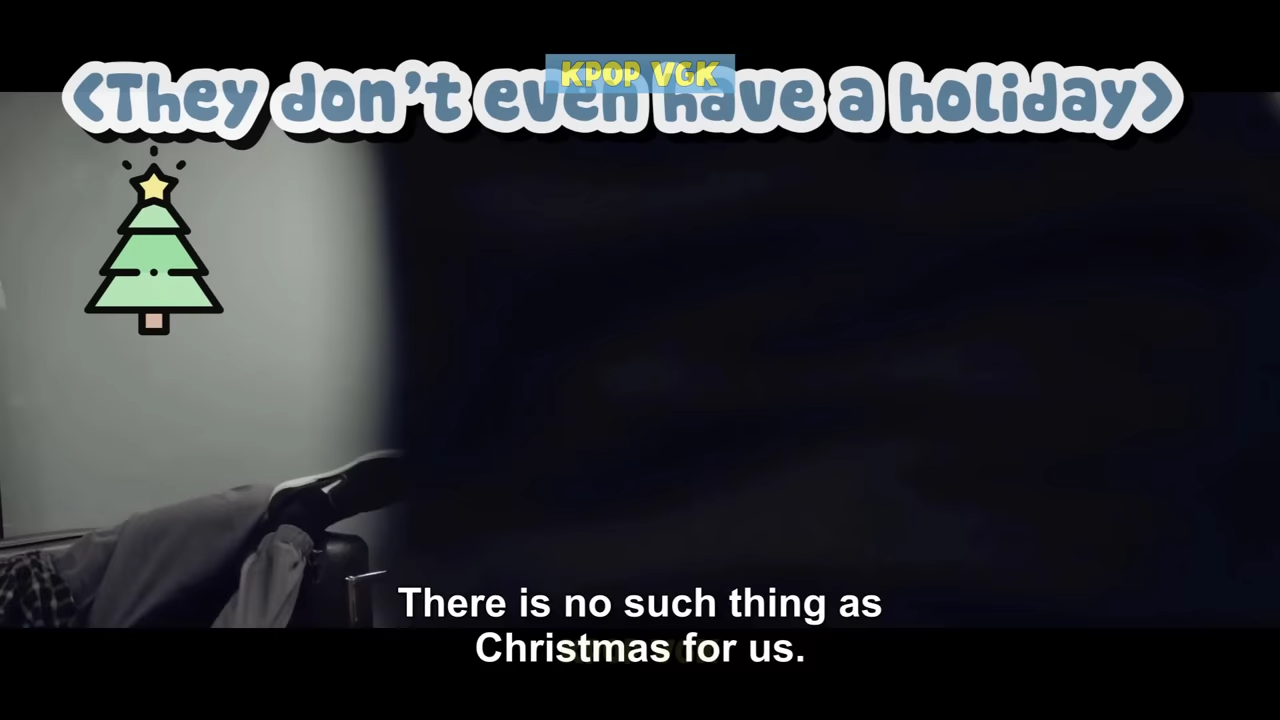 KPOP VGK
<They don't even have a holiday>
There is no such thing as
Christmas for us.